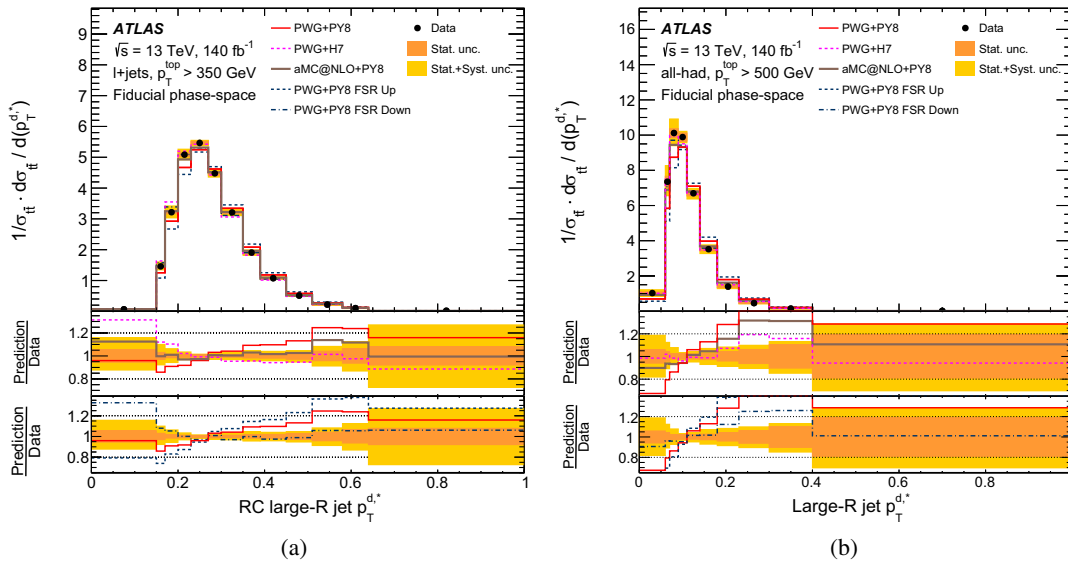 ATLAS
√s = 13 TeV, 140 fb⁻¹
l+jets, p_T^top > 350 GeV
Fiducial phase-space
PWG+PY8
PWG+H7
aMC@NLO+PY8
PWG+PY8 FSR Up
PWG+PY8 FSR Down
Data
Stat. unc.
Stat.+Syst. unc.
1/σ_tt̄ · dσ_tt̄ / d(p_T^{d,*})
9
8
7
6
5
4
3
2
1
Prediction
Data
1.2
1
0.8
Prediction
Data
1.2
1
0.8
0 0.2 0.4 0.6 0.8 1
RC large-R jet p_T^{d,*}
(a)
ATLAS
√s = 13 TeV, 140 fb⁻¹
all-had, p_T^top > 500 GeV
Fiducial phase-space
PWG+PY8
PWG+H7
aMC@NLO+PY8
PWG+PY8 FSR Up
PWG+PY8 FSR Down
Data
Stat. unc.
Stat.+Syst. unc.
1/σ_tt̄ · dσ_tt̄ / d(p_T^{d,*})
16
14
12
10
8
6
4
2
Prediction
Data
1.2
1
0.8
Prediction
Data
1.2
1
0.8
0 0.2 0.4 0.6 0.8
Large-R jet p_T^{d,*}
(b)